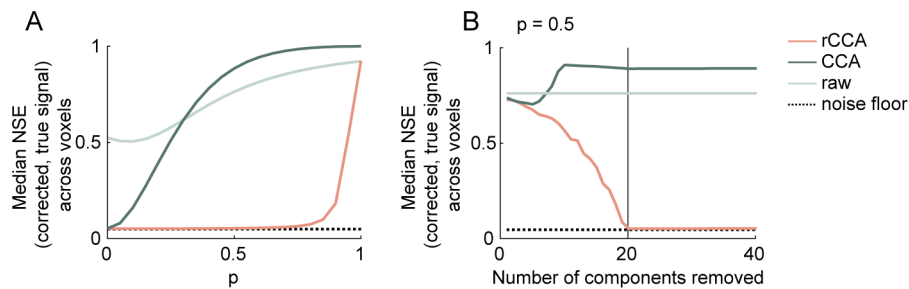 A
Median NSE
(corrected, true signal)
across voxels
1
0.5
0
0
0.5
1
p
B
p = 0.5
Median NSE
(corrected, true signal)
across voxels
1
0.5
0
0
10
20
30
40
Number of components removed
rCCA
CCA
raw
noise floor